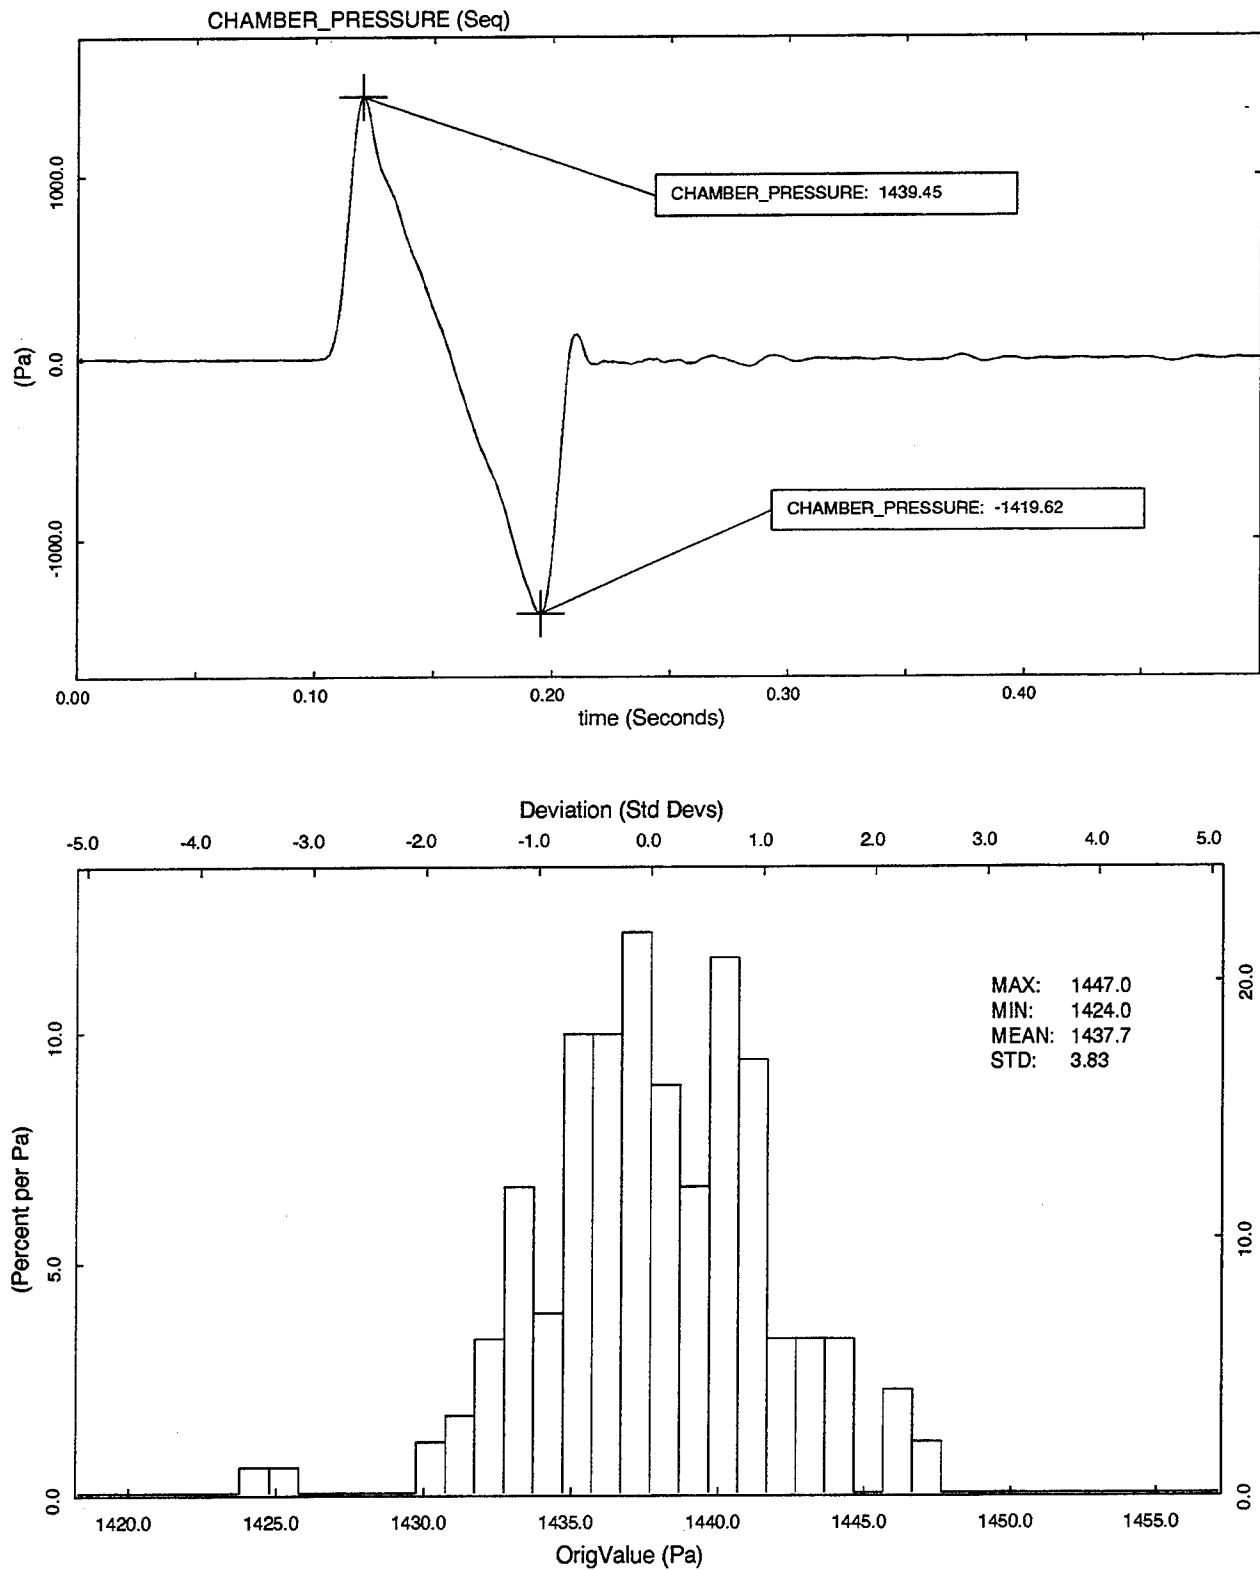 CHAMBER_PRESSURE (Seq)
1000.0
CHAMBER_PRESSURE: 1439.45
0.0
(Pa)
CHAMBER_PRESSURE: -1419.62
-1000.0
0.00 0.10 0.20 0.30 0.40
time (Seconds)
Deviation (Std Devs)
-5.0 -4.0 -3.0 -2.0 -1.0 0.0 1.0 2.0 3.0 4.0 5.0
MAX: 1447.0
MIN: 1424.0
MEAN: 1437.7
STD: 3.83
20.0
10.0
(Percent per Pa)
10.0
5.0
0.0
0.0
1420.0 1425.0 1430.0 1435.0 1440.0 1445.0 1450.0 1455.0
OrigValue (Pa)